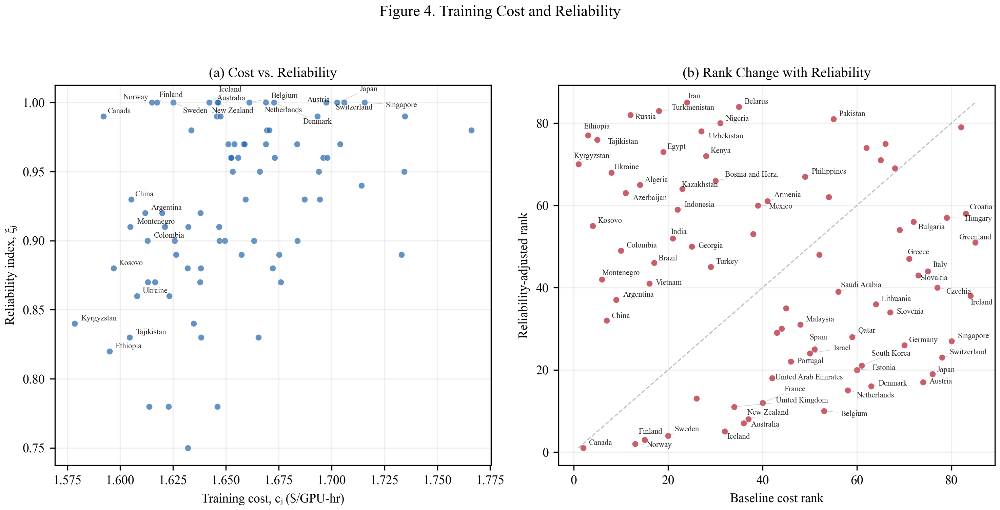 Figure 4. Training Cost and Reliability
(a) Cost vs. Reliability
Iceland
Japan
Norway
Finland
Australia
Belgium
Austria
Canada
Sweden
New Zealand
Netherlands
Switzerland
Singapore
Denmark
China
Argentina
Montenegro
Colombia
Kosovo
Ukraine
Kyrgyzstan
Tajikistan
Ethiopia
1.00
0.95
0.90
0.85
0.80
0.75
Reliability index, ξⱼ
1.575 1.600 1.625 1.650 1.675 1.700 1.725 1.750 1.775
Training cost, cⱼ ($/GPU-hr)
(b) Rank Change with Reliability
Iran
Belarus
Turkmenistan
Russia
Pakistan
Nigeria
Ethiopia
Uzbekistan
Tajikistan
Egypt
Kenya
Kyrgyzstan
Ukraine
Philippines
Bosnia and Herz.
Algeria
Kazakhstan
Azerbaijan
Armenia
Indonesia
Mexico
Croatia
Hungary
Kosovo
Bulgaria
India
Greenland
Colombia
Georgia
Greece
Brazil
Turkey
Italy
Montenegro
Slovakia
Vietnam
Saudi Arabia
Czechia
Argentina
Lithuania
Ireland
Slovenia
China
Malaysia
Qatar
Spain
Singapore
Germany
Israel
South Korea
Switzerland
Portugal
Estonia
Japan
United Arab Emirates
Austria
Denmark
France
Netherlands
United Kingdom
New Zealand
Belgium
Australia
Finland
Sweden
Iceland
Canada
Norway
80
60
40
20
0
Reliability-adjusted rank
0 20 40 60 80
Baseline cost rank